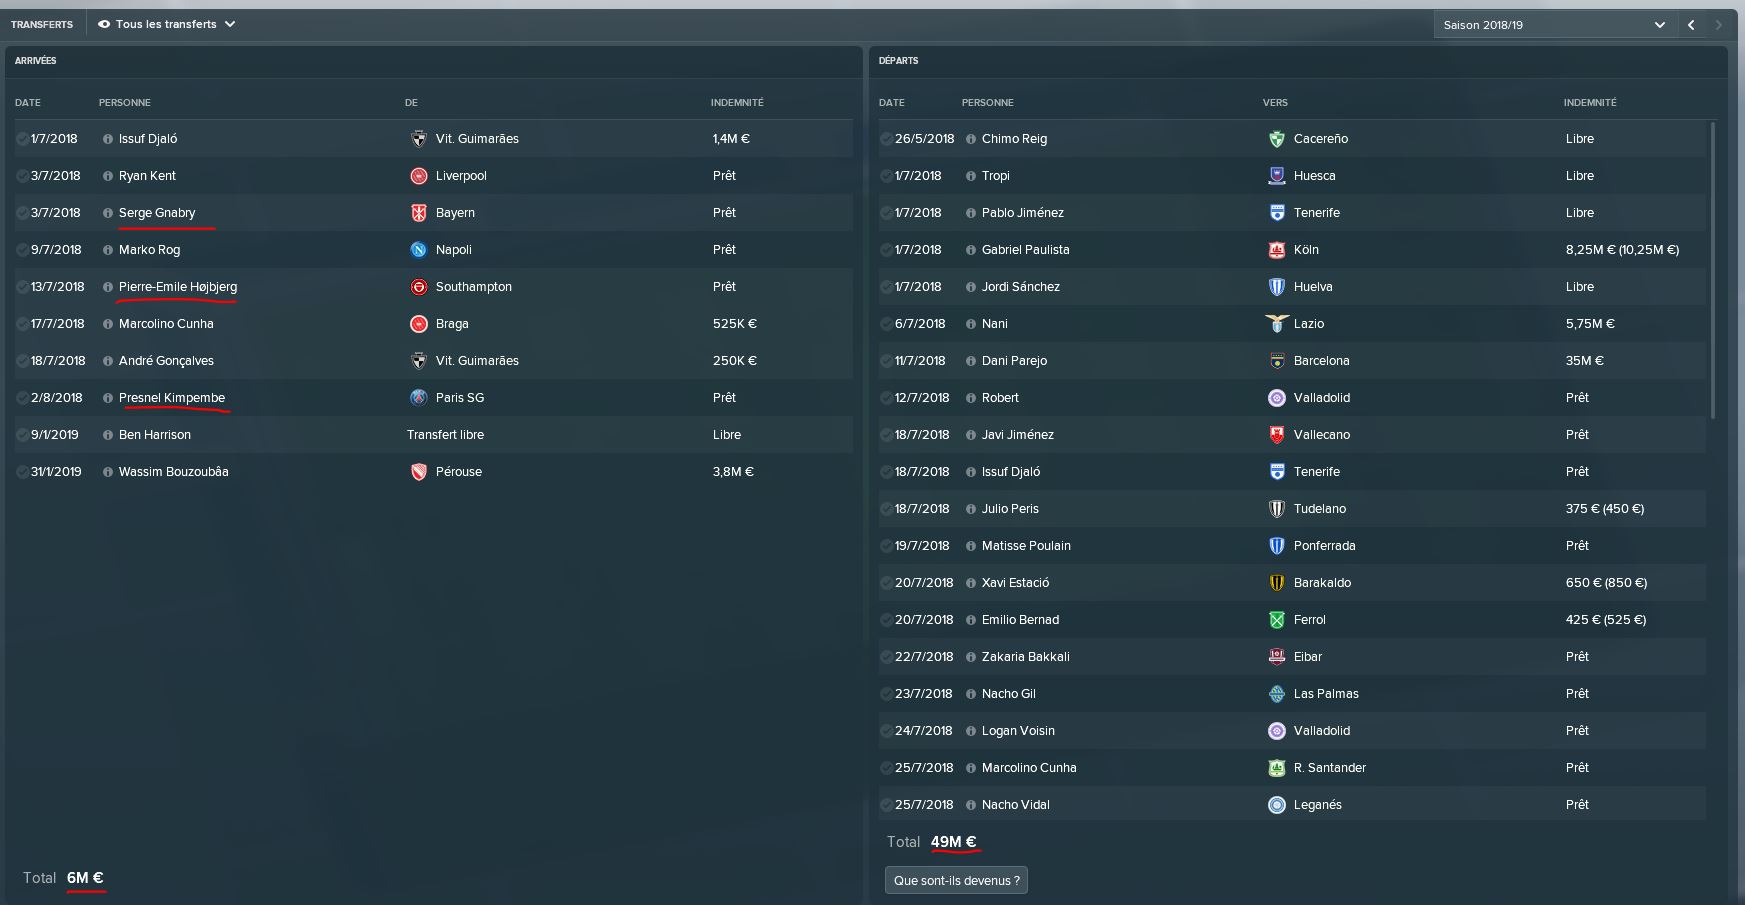 TRANSFERTS Tous les transferts Saison 2018/19
ARRIVÉES
DATE PERSONNE DE INDEMNITÉ
1/7/2018 Issuf Djaló Vit. Guimarães 1,4M €
3/7/2018 Ryan Kent Liverpool Prêt
3/7/2018 Serge Gnabry Bayern Prêt
9/7/2018 Marko Rog Napoli Prêt
13/7/2018 Pierre-Emile Højbjerg Southampton Prêt
17/7/2018 Marcolino Cunha Braga 525K €
18/7/2018 André Gonçalves Vit. Guimarães 250K €
2/8/2018 Presnel Kimpembe Paris SG Prêt
9/1/2019 Ben Harrison Transfert libre Libre
31/1/2019 Wassim Bouzoubâa Pérouse 3,8M €
Total 6M €
DÉPARTS
DATE PERSONNE VERS INDEMNITÉ
26/5/2018 Chimo Reig Cacereño Libre
1/7/2018 Tropi Huesca Libre
1/7/2018 Pablo Jiménez Tenerife Libre
1/7/2018 Gabriel Paulista Köln 8,25M € (10,25M €)
1/7/2018 Jordi Sánchez Huelva Libre
6/7/2018 Nani Lazio 5,75M €
11/7/2018 Dani Parejo Barcelona 35M €
12/7/2018 Robert Valladolid Prêt
18/7/2018 Javi Jiménez Vallecano Prêt
18/7/2018 Issuf Djaló Tenerife Prêt
18/7/2018 Julio Peris Tudelano 375 € (450 €)
19/7/2018 Matisse Poulain Ponferrada Prêt
20/7/2018 Xavi Estació Barakaldo 650 € (850 €)
20/7/2018 Emilio Bernad Ferrol 425 € (525 €)
22/7/2018 Zakaria Bakkali Eibar Prêt
23/7/2018 Nacho Gil Las Palmas Prêt
24/7/2018 Logan Voisin Valladolid Prêt
25/7/2018 Marcolino Cunha R. Santander Prêt
25/7/2018 Nacho Vidal Leganés Prêt
Total 49M €
Que sont-ils devenus ?